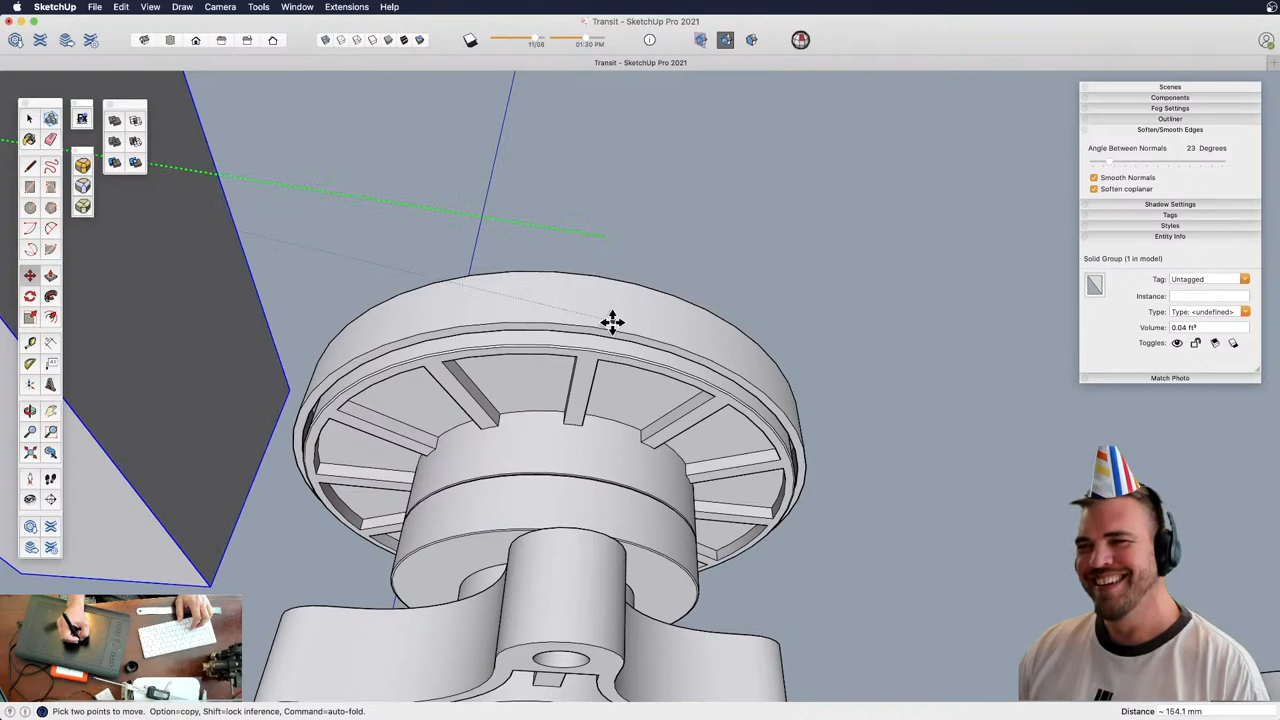 SketchUp File Edit View Draw Camera Tools Window Extensions Help
Transit - SketchUp Pro 2021
11/08 01:30 PM
Transit - SketchUp Pro 2021
Scenes
Components
Fog Settings
Outliner
Soften/Smooth Edges
Angle Between Normals 23 Degrees
Smooth Normals
Soften coplanar
Shadow Settings
Tags
Styles
Entity Info
Solid Group (1 in model)
Tag: Untagged
Instance:
Type: Type: <undefined>
Volume: 0.04 ft³
Toggles:
Match Photo
Pick two points to move. Option=copy, Shift=lock inference, Command=auto-fold.
Distance ~ 154.1 mm